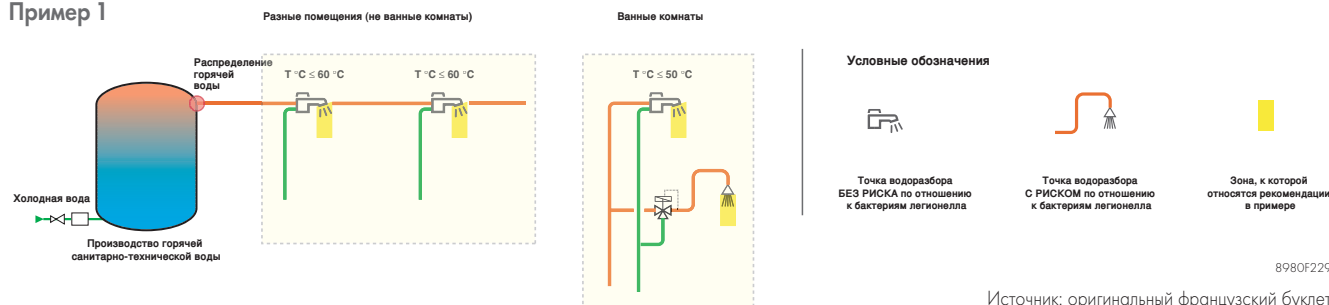 Пример 1
Разные помещения (не ванные комнаты)
Ванные комнаты
Распределение
горячей
воды
T °C ≤ 60 °C
T °C ≤ 60 °C
T °C ≤ 50 °C
Холодная вода
Производство горячей
санитарно-технической воды
Условные обозначения
Точка водоразбора
БЕЗ РИСКА по отношению
к бактериям легионелла
Точка водоразбора
С РИСКОМ по отношению
к бактериям легионелла
Зона, к которой
относятся рекомендации
в примере
8980F229
Источник: оригинальный французский буклет